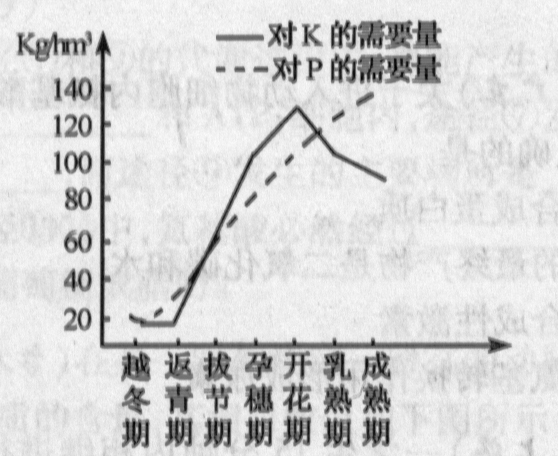 Kg/hm³
对K的需要量
对P的需要量
140
120
100
80
60
40
20
越冬期
返青期
拔节期
孕穗期
开花期
乳熟期
成熟期